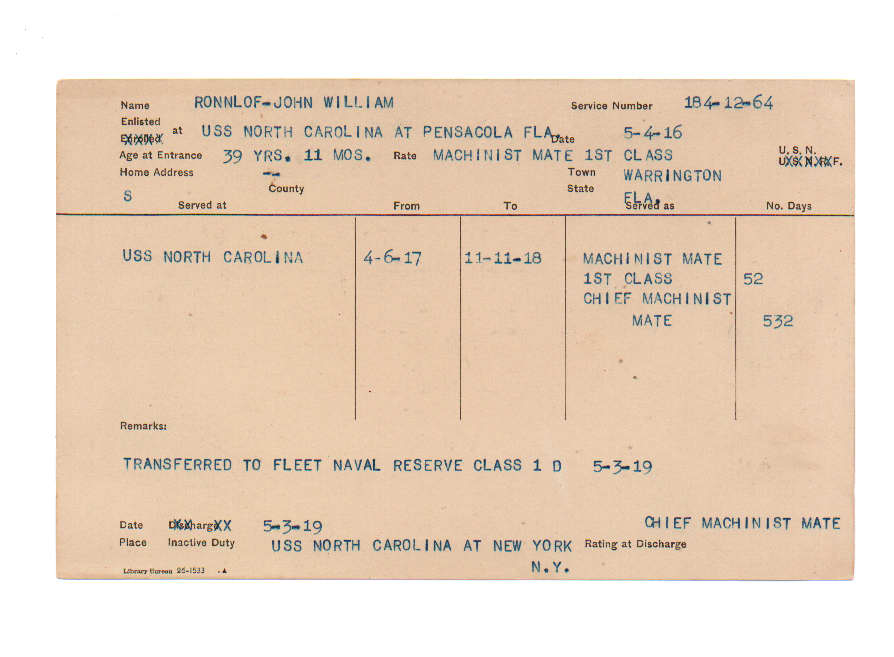 Name RONNLOF-JOHN WILLIAM Service Number 184-12-64
Enlisted
Enrolled at USS NORTH CAROLINA AT PENSACOLA FLA. Date 5-4-16
Age at Entrance 39 YRS. 11 MOS. Rate MACHINIST MATE 1ST CLASS U. S. N.
U. S. N. R. F.
Home Address -- Town WARRINGTON
S County State FLA.
Served at From To Served as No. Days
USS NORTH CAROLINA 4-6-17 11-11-18 MACHINIST MATE
1ST CLASS 52
CHIEF MACHINIST
MATE 532
Remarks:
TRANSFERRED TO FLEET NAVAL RESERVE CLASS 1 D 5-3-19
Date Discharge 5-3-19 CHIEF MACHINIST MATE
Place Inactive Duty USS NORTH CAROLINA AT NEW YORK Rating at Discharge
N.Y.
Library Bureau 26-1533 .A